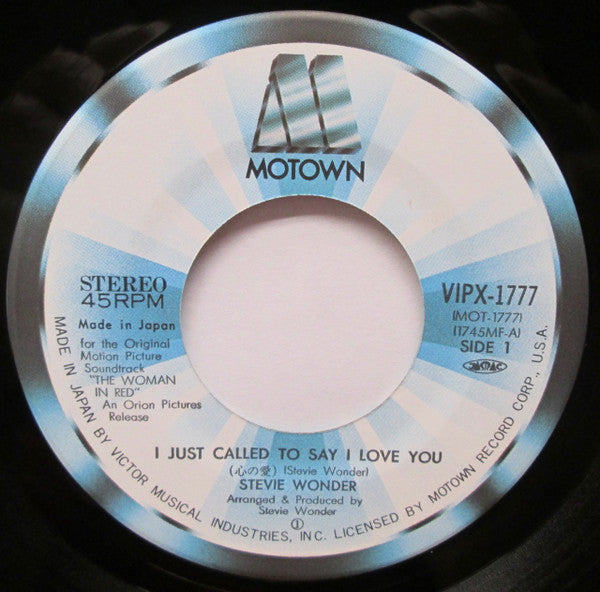 MOTOWN
STEREO
45RPM
Made in Japan
for the Original
Motion Picture
Soundtrack
"THE WOMAN
IN RED"
An Orion Pictures
Release
VIPX-1777
(MOT-1777)
(1745MF-A)
SIDE 1
I JUST CALLED TO SAY I LOVE YOU
(心の愛) (Stevie Wonder)
STEVIE WONDER
Arranged & Produced by
Stevie Wonder
①
MADE IN JAPAN BY VICTOR MUSICAL INDUSTRIES, INC. LICENSED BY MOTOWN RECORD CORP., U.S.A.